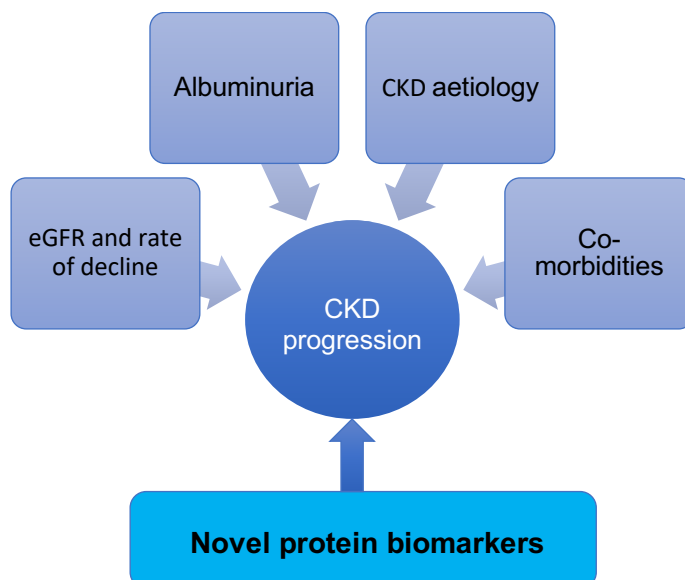 Albuminuria
CKD aetiology
eGFR and rate
of decline
Co-
morbidities
CKD
progression
Novel protein biomarkers